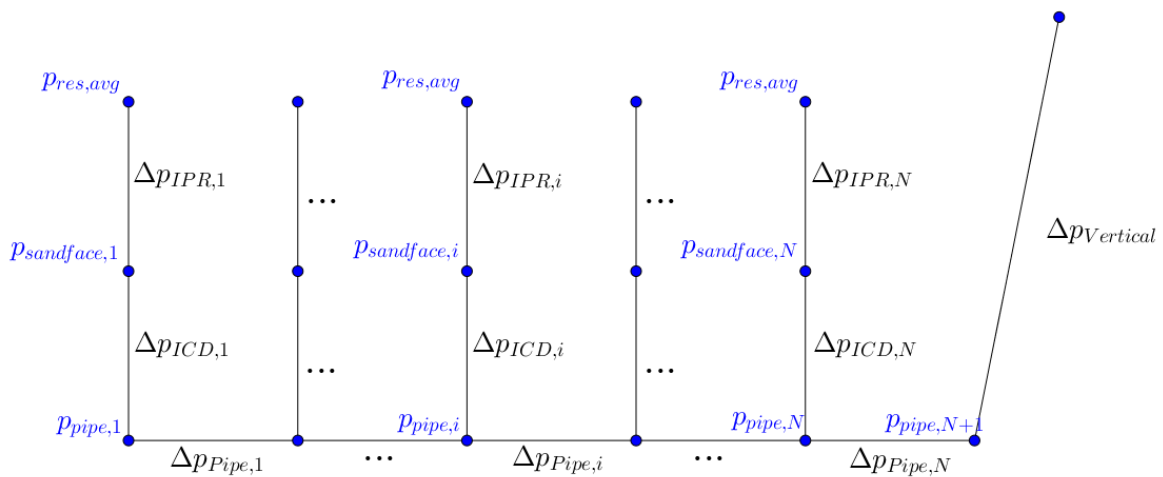 p_{res,avg} p_{res,avg} p_{res,avg}
Δp_{IPR,1} Δp_{IPR,i} Δp_{IPR,N}
... ...
Δp_{Vertical}
p_{sandface,1} p_{sandface,i} p_{sandface,N}
Δp_{ICD,1} Δp_{ICD,i} Δp_{ICD,N}
... ...
p_{pipe,1} p_{pipe,i} p_{pipe,N} p_{pipe,N+1}
Δp_{Pipe,1} ... Δp_{Pipe,i} ... Δp_{Pipe,N}